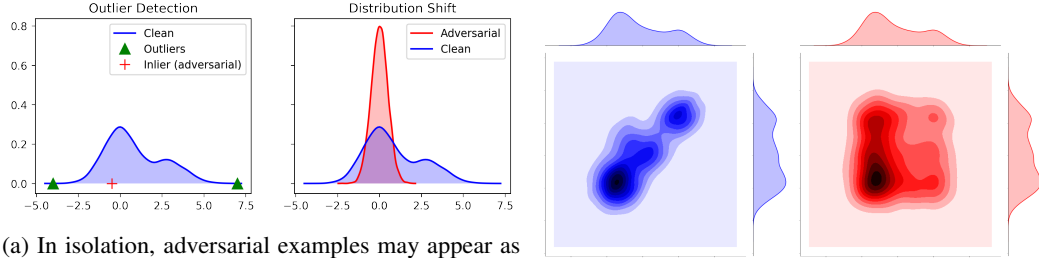 Outlier Detection
Distribution Shift
0.8
0.6
0.4
0.2
0.0
Clean
Outliers
Inlier (adversarial)
Adversarial
Clean
−5.0 −2.5 0.0 2.5 5.0 7.5
−5.0 −2.5 0.0 2.5 5.0 7.5
(a) In isolation, adversarial examples may appear as